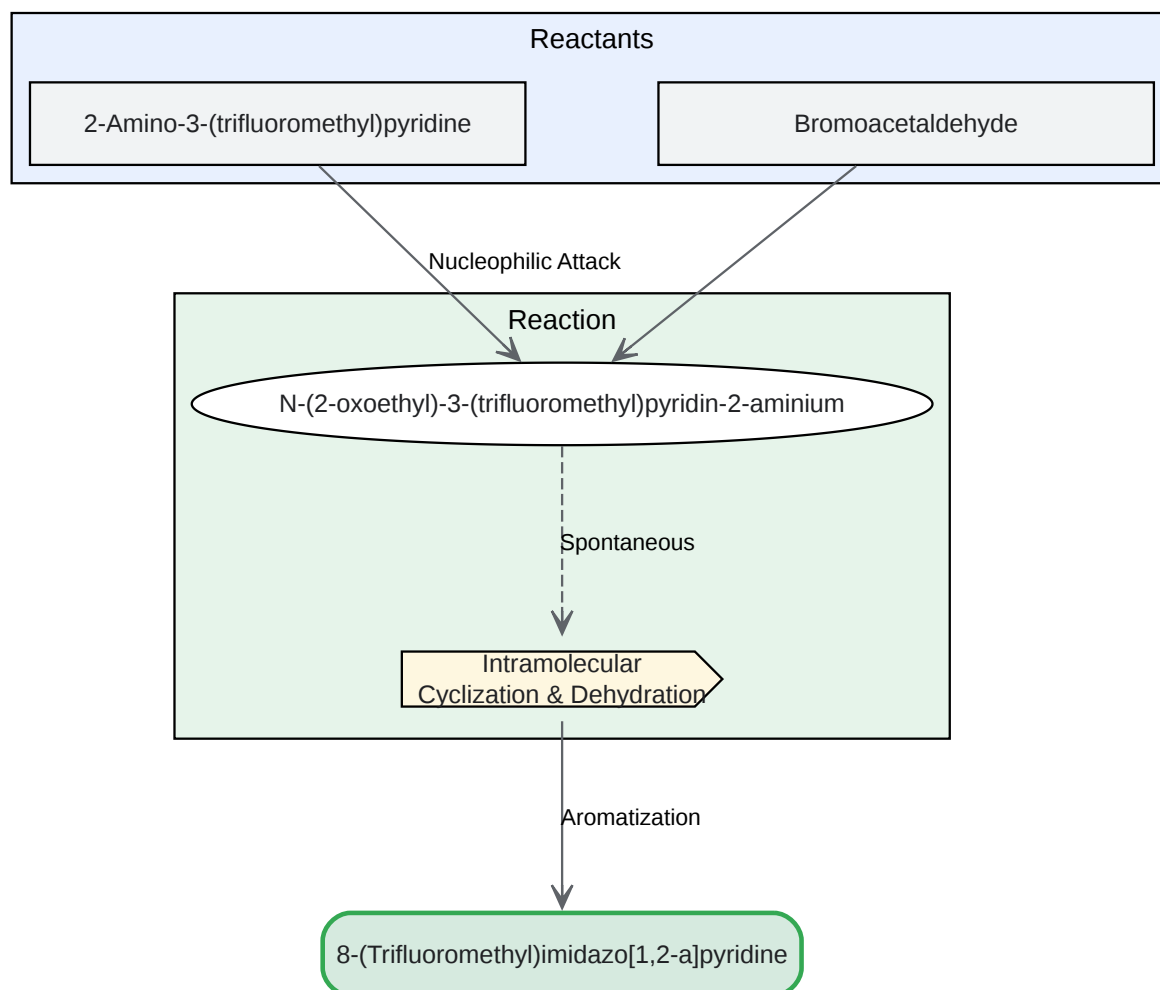 Reactants
2-Amino-3-(trifluoromethyl)pyridine
Bromoacetaldehyde
Nucleophilic Attack
Reaction
N-(2-oxoethyl)-3-(trifluoromethyl)pyridin-2-aminium
Spontaneous
Intramolecular
Cyclization & Dehydration
Aromatization
8-(Trifluoromethyl)imidazo[1,2-a]pyridine